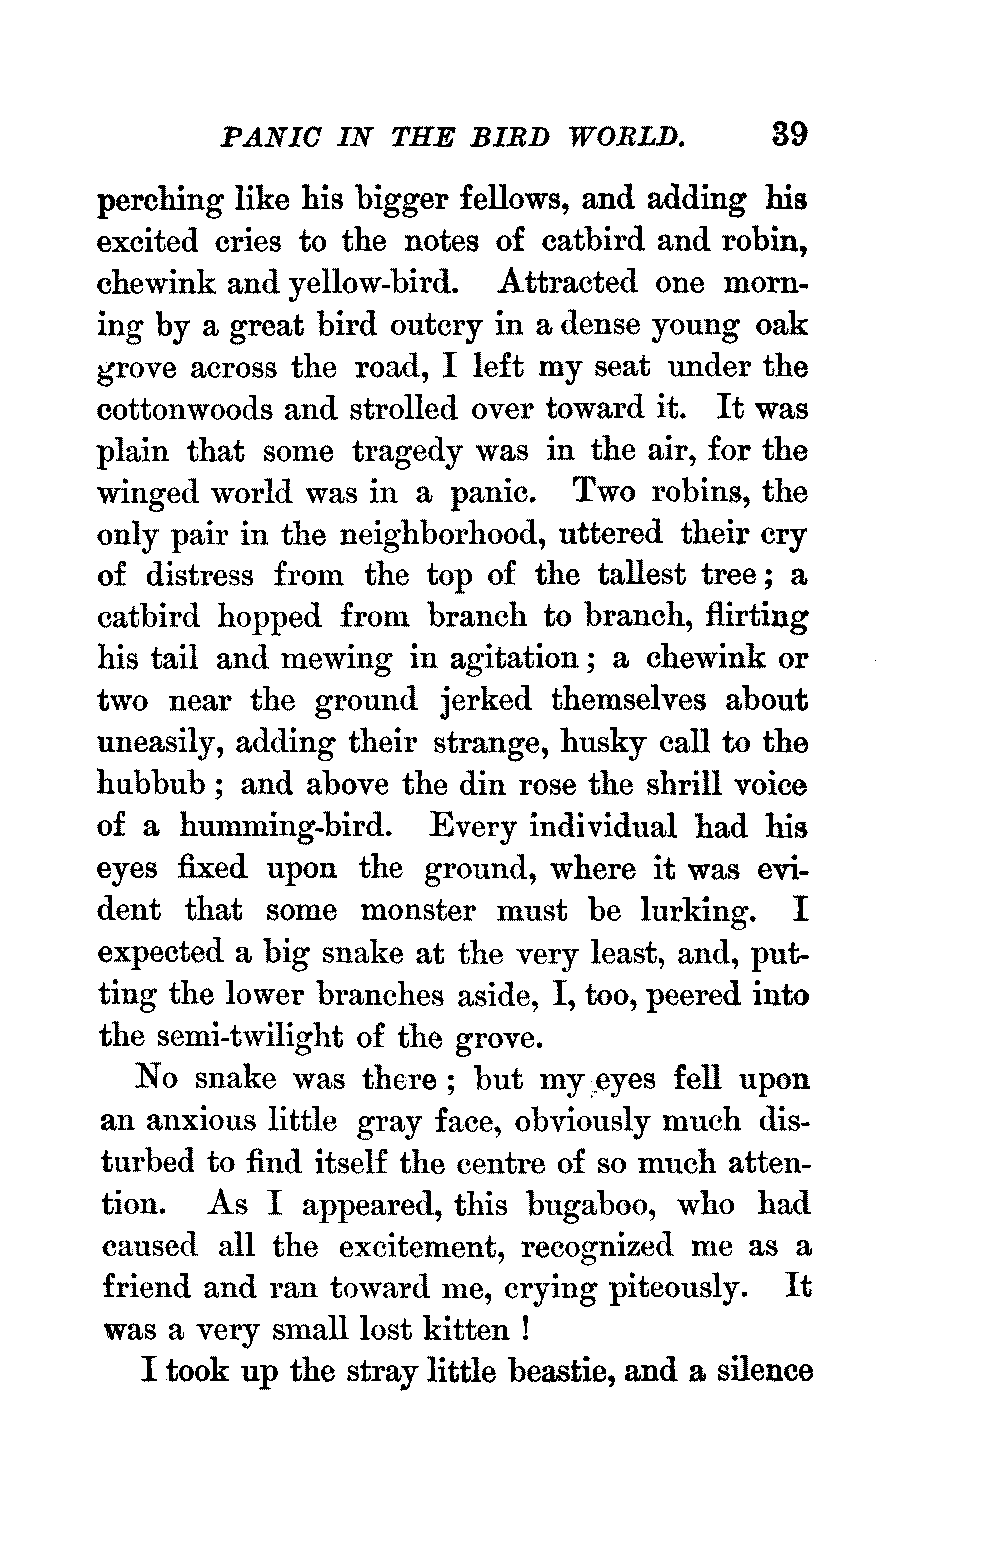 PANIC IN THE BIRD WORLD. 39
perching like his bigger fellows, and adding his
excited cries to the notes of catbird and robin,
chewink and yellow-bird. Attracted one morn-
ing by a great bird outcry in a dense young oak
grove across the road, I left my seat under the
cottonwoods and strolled over toward it. It was
plain that some tragedy was in the air, for the
winged world was in a panic. Two robins, the
only pair in the neighborhood, uttered their cry
of distress from the top of the tallest tree; a
catbird hopped from branch to branch, flirting
his tail and mewing in agitation; a chewink or
two near the ground jerked themselves about
uneasily, adding their strange, husky call to the
hubbub; and above the din rose the shrill voice
of a humming-bird. Every individual had his
eyes fixed upon the ground, where it was evi-
dent that some monster must be lurking. I
expected a big snake at the very least, and, put-
ting the lower branches aside, I, too, peered into
the semi-twilight of the grove.
No snake was there; but my eyes fell upon
an anxious little gray face, obviously much dis-
turbed to find itself the centre of so much atten-
tion. As I appeared, this bugaboo, who had
caused all the excitement, recognized me as a
friend and ran toward me, crying piteously. It
was a very small lost kitten!
I took up the stray little beastie, and a silence